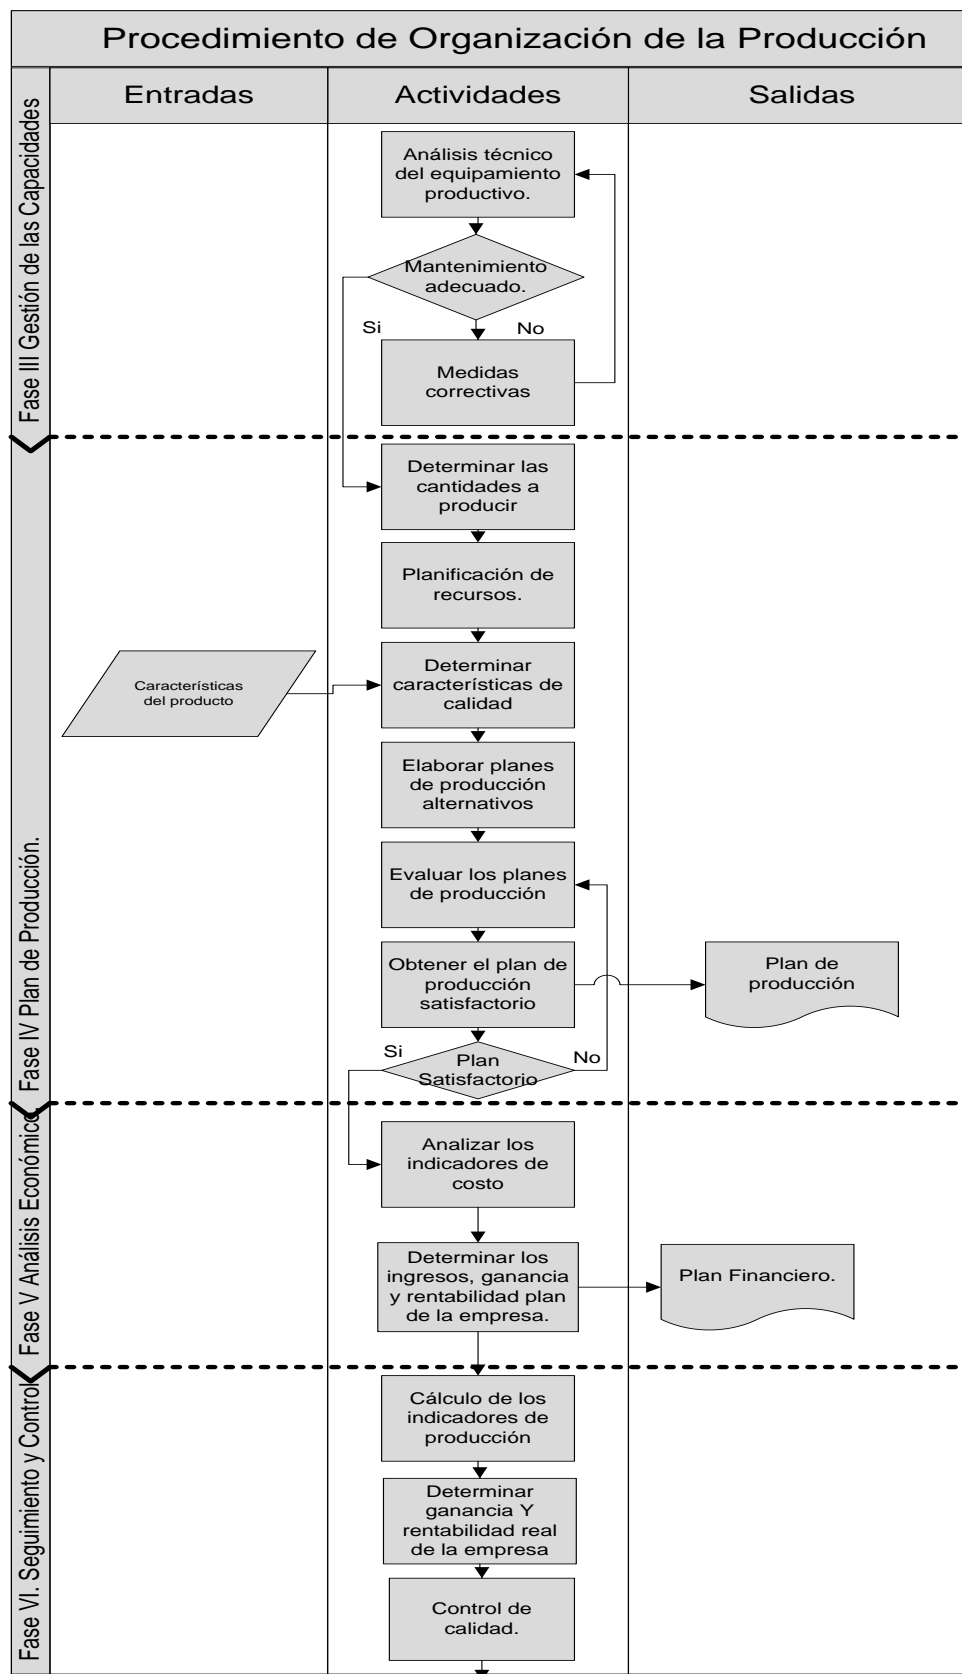 Procedimiento de Organización de la Producción
Entradas
Actividades
Salidas
Fase III Gestión de las Capacidades
Análisis técnico
del equipamiento
productivo.
Mantenimiento
adecuado.
Si
No
Medidas
correctivas
Fase IV Plan de Producción.
Determinar las
cantidades a
producir
Planificación de
recursos.
Características
del producto
Determinar
características de
calidad
Elaborar planes
de producción
alternativos
Evaluar los planes
de producción
Obtener el plan de
producción
satisfactorio
Plan de
producción
Si
No
Plan
Satisfactorio
Fase V Análisis Económico.
Analizar los
indicadores de
costo
Determinar los
ingresos, ganancia
y rentabilidad plan
de la empresa.
Plan Financiero.
Fase VI. Seguimiento y Control
Cálculo de los
indicadores de
producción
Determinar
ganancia Y
rentabilidad real
de la empresa
Control de
calidad.